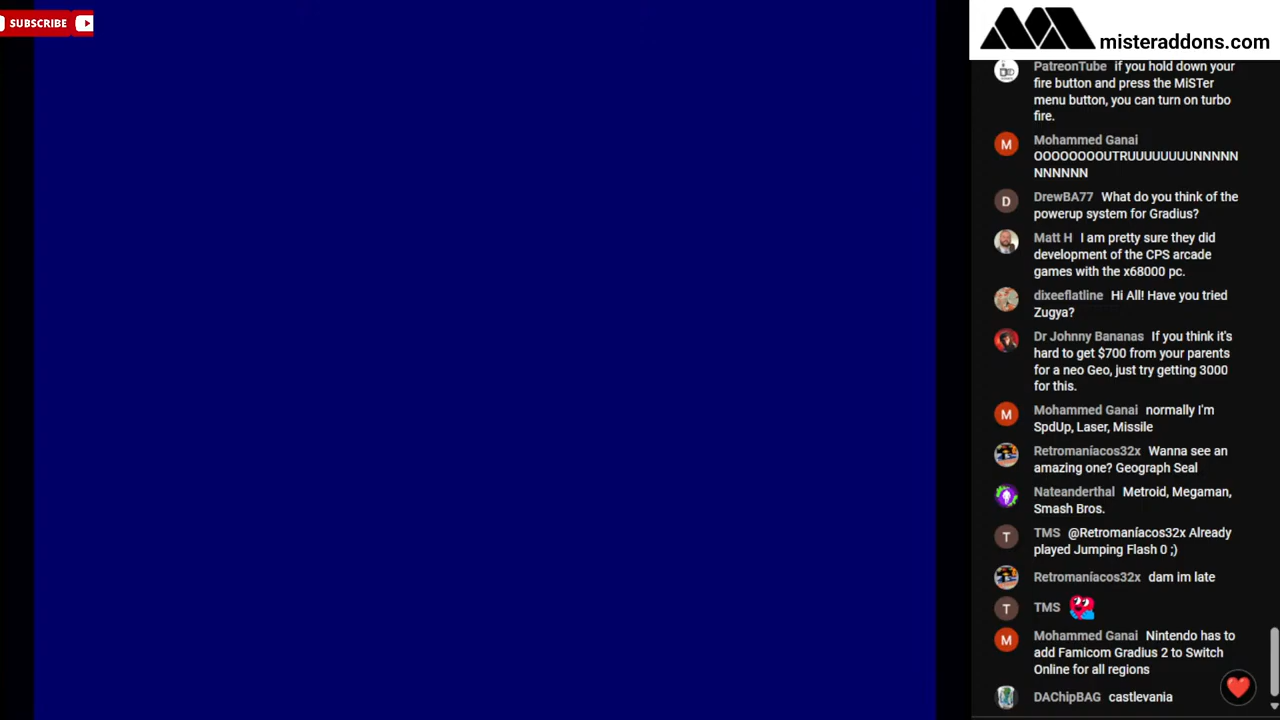 SUBSCRIBE
misteraddons.com
PatreonTube if you hold down your
fire button and press the MiSTer
menu button, you can turn on turbo
fire.
Mohammed Ganai
OOOOOOOOUTRUUUUUUUUNNNNN
NNNNNN
DrewBA77 What do you think of the
powerup system for Gradius?
Matt H I am pretty sure they did
development of the CPS arcade
games with the x68000 pc.
dixeeflatline Hi All! Have you tried
Zugya?
Dr Johnny Bananas If you think it's
hard to get $700 from your parents
for a neo Geo, just try getting 3000
for this.
Mohammed Ganai normally I'm
SpdUp, Laser, Missile
Retromaníacos32x Wanna see an
amazing one? Geograph Seal
Nateanderthal Metroid, Megaman,
Smash Bros.
TMS @Retromaníacos32x Already
played Jumping Flash 0 ;)
Retromaníacos32x dam im late
TMS
Mohammed Ganai Nintendo has to
add Famicom Gradius 2 to Switch
Online for all regions
DAChipBAG castlevania